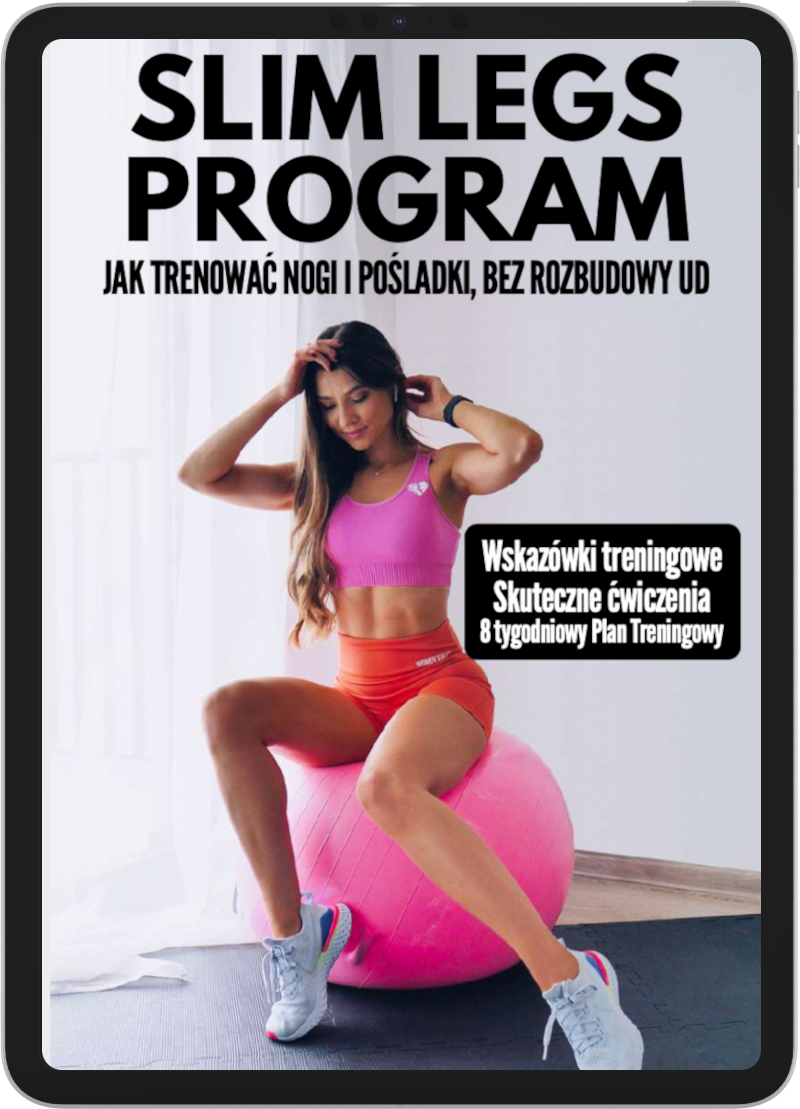 SLIM LEGS
PROGRAM
JAK TRENOWAĆ NOGI I POŚLADKI, BEZ ROZBUDOWY UD
Wskazówki treningowe
Skuteczne ćwiczenia
8 tygodniowy Plan Treningowy